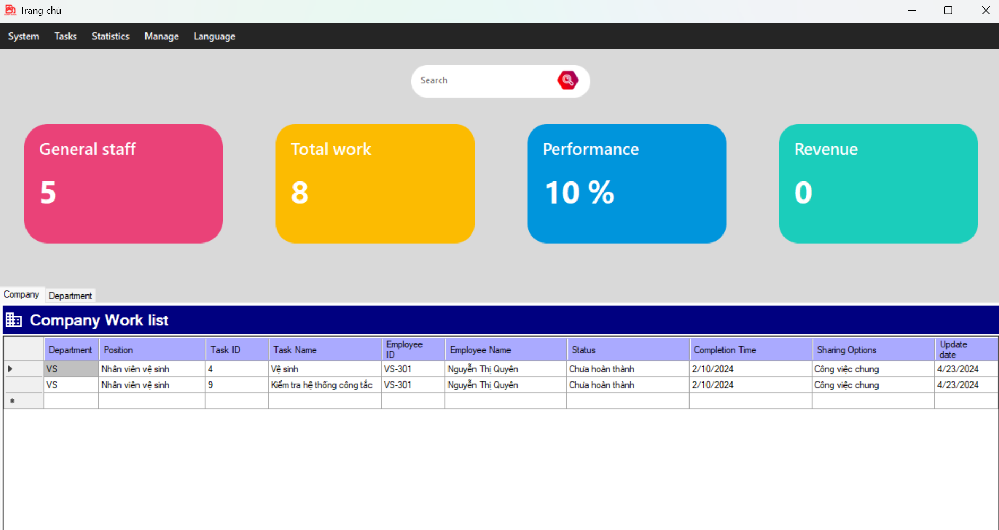 Trang chủ
System Tasks Statistics Manage Language
Search
General staff
5
Total work
8
Performance
10 %
Revenue
0
Company Department
Company Work list
Department Position Task ID Task Name Employee ID Employee Name Status Completion Time Sharing Options Update date
VS Nhân viên vệ sinh 4 Vệ sinh VS-301 Nguyễn Thị Quyên Chưa hoàn thành 2/10/2024 Công việc chung 4/23/2024
VS Nhân viên vệ sinh 9 Kiểm tra hệ thống công tắc VS-301 Nguyễn Thị Quyên Chưa hoàn thành 2/10/2024 Công việc chung 4/23/2024